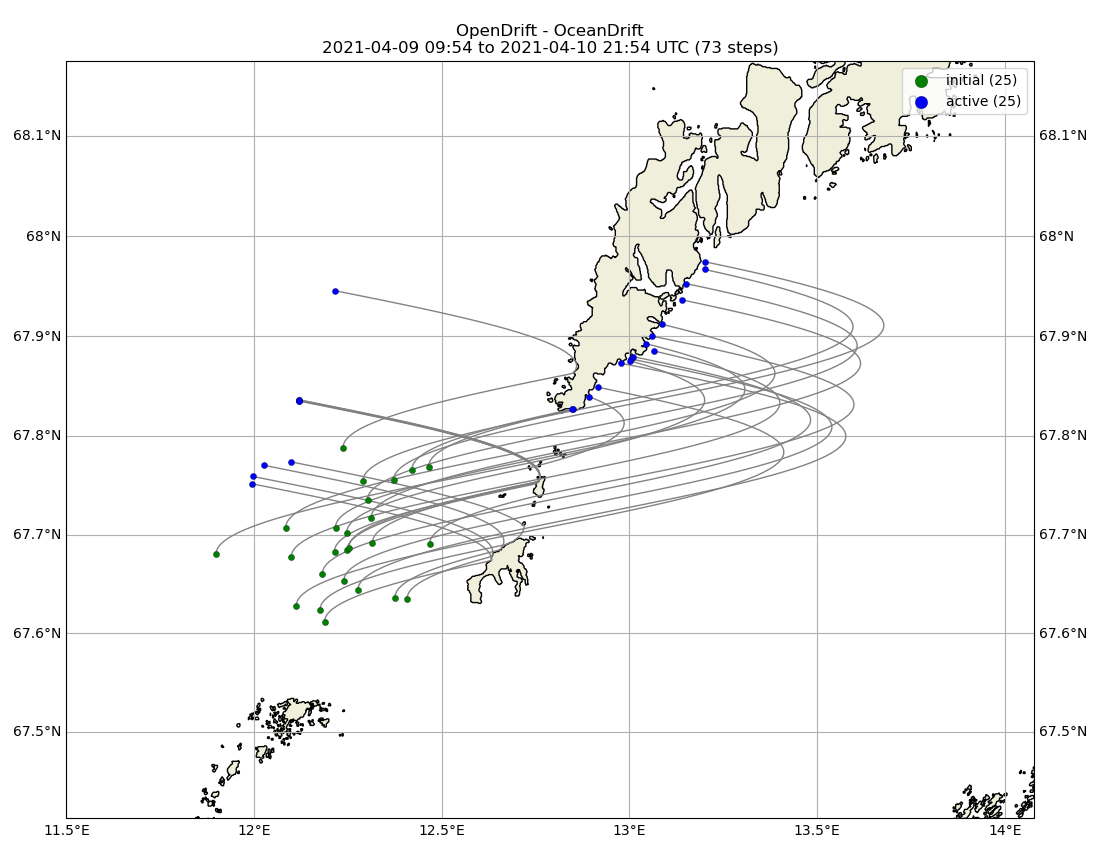 OpenDrift - OceanDrift
2021-04-09 09:54 to 2021-04-10 21:54 UTC (73 steps)
initial (25)
active (25)
68.1°N
68.1°N
68°N
68°N
67.9°N
67.9°N
67.8°N
67.8°N
67.7°N
67.7°N
67.6°N
67.6°N
67.5°N
67.5°N
11.5°E
12°E
12.5°E
13°E
13.5°E
14°E